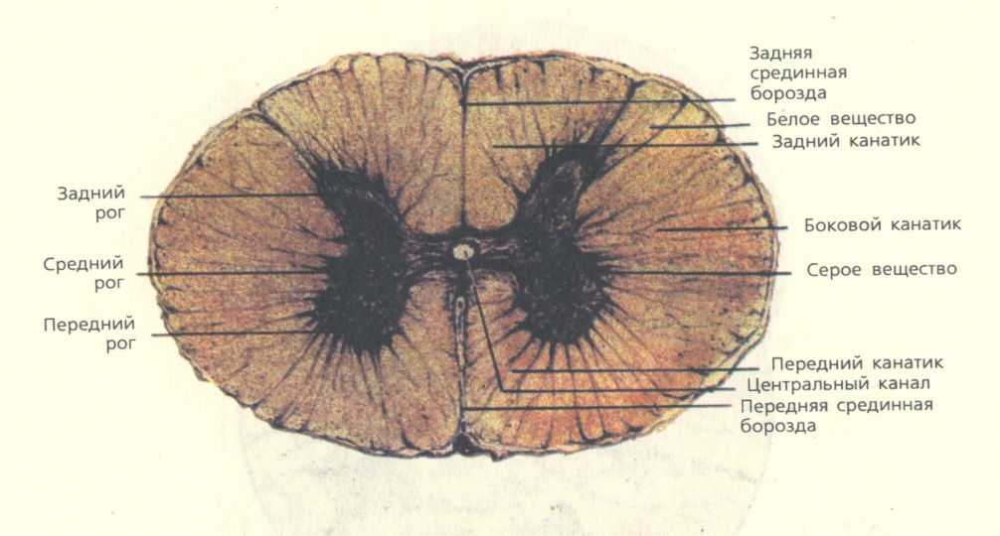 Задняя
срединная
борозда
Белое вещество
Задний канатик
Задний
рог
Боковой канатик
Средний
рог
Серое вещество
Передний
рог
Передний канатик
Центральный канал
Передняя срединная
борозда